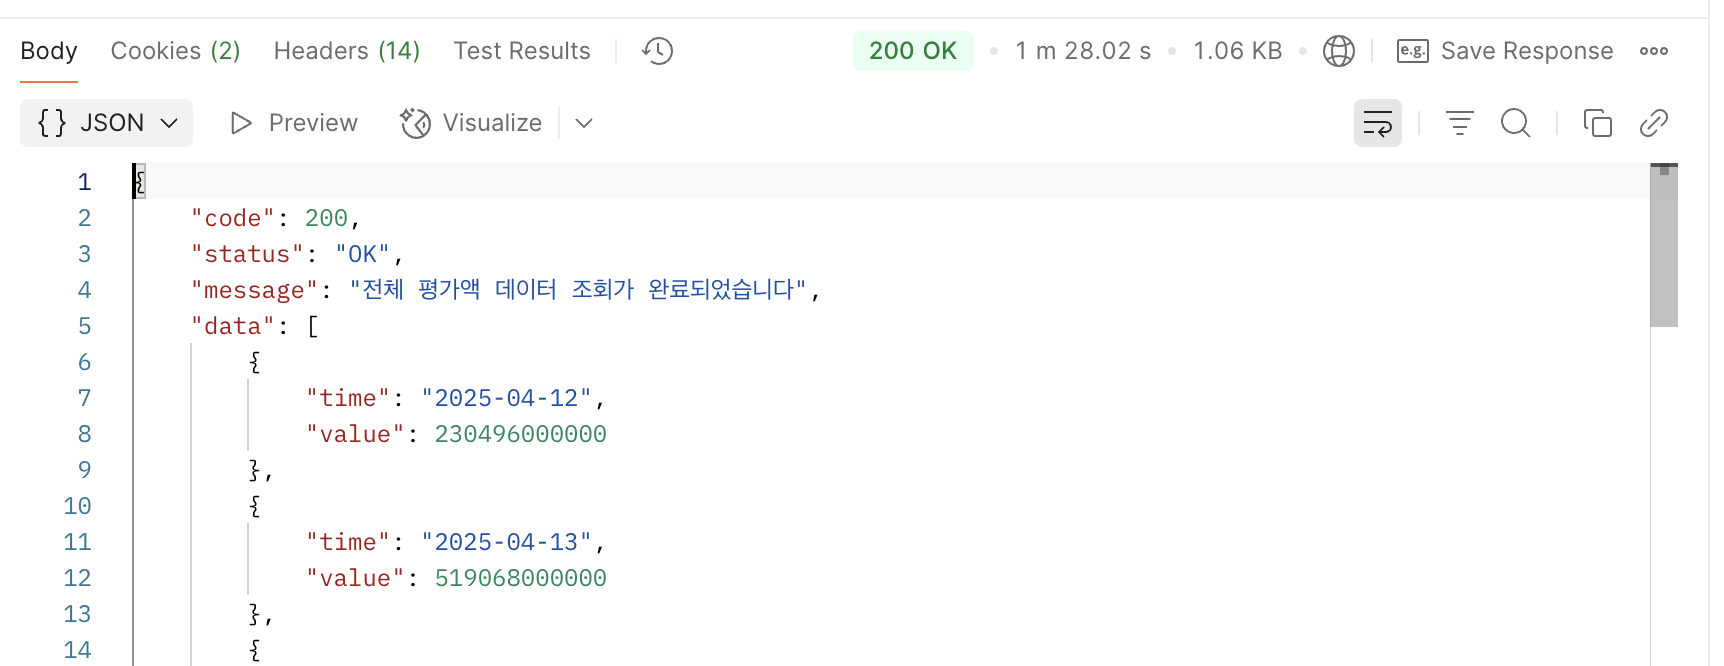 Body Cookies (2) Headers (14) Test Results 200 OK 1 m 28.02 s 1.06 KB e.g. Save Response
{} JSON Preview Visualize
1 {
2 "code": 200,
3 "status": "OK",
4 "message": "전체 평가액 데이터 조회가 완료되었습니다",
5 "data": [
6 {
7 "time": "2025-04-12",
8 "value": 230496000000
9 },
10 {
11 "time": "2025-04-13",
12 "value": 519068000000
13 },
14 {